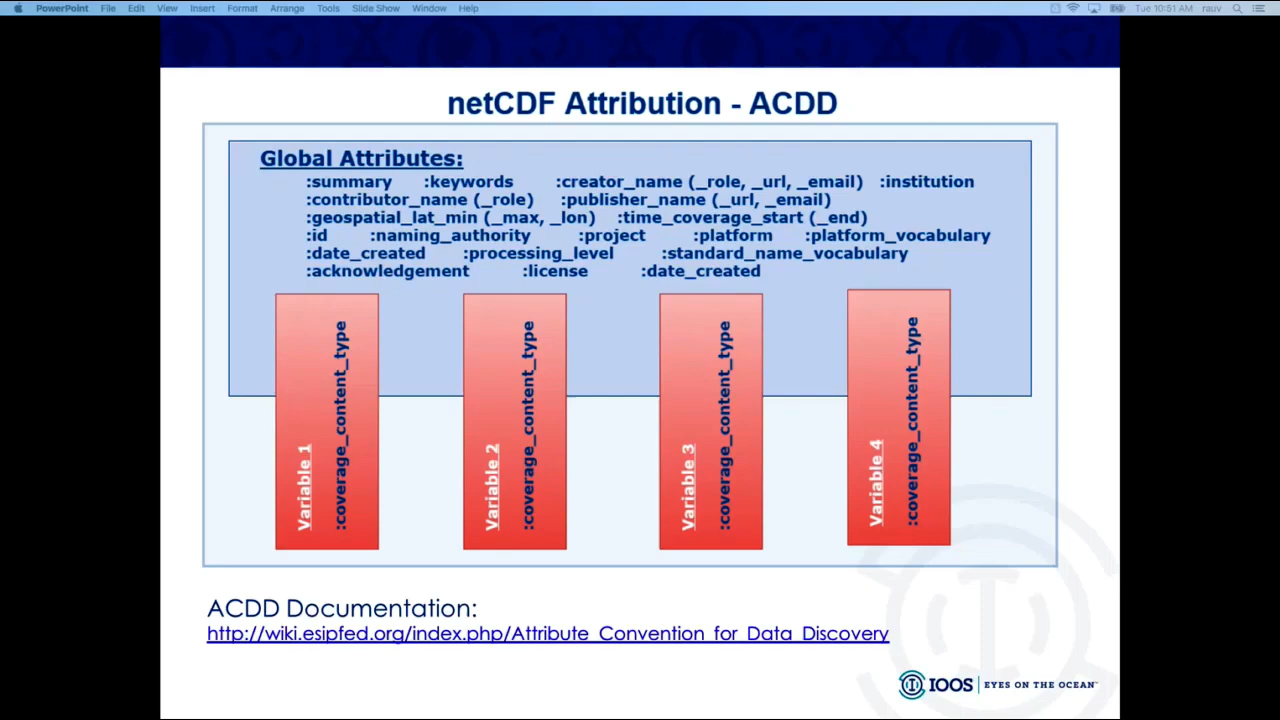 PowerPoint File Edit View Insert Format Arrange Tools Slide Show Window Help Tue 10:51 AM rauv
netCDF Attribution - ACDD
Global Attributes:
:summary :keywords :creator_name (_role, _url, _email) :institution
:contributor_name (_role) :publisher_name (_url, _email)
:geospatial_lat_min (_max, _lon) :time_coverage_start (_end)
:id :naming_authority :project :platform :platform_vocabulary
:date_created :processing_level :standard_name_vocabulary
:acknowledgement :license :date_created
Variable 1
:coverage_content_type
Variable 2
:coverage_content_type
Variable 3
:coverage_content_type
Variable 4
:coverage_content_type
ACDD Documentation:
http://wiki.esipfed.org/index.php/Attribute_Convention_for_Data_Discovery
IOOS EYES ON THE OCEAN™